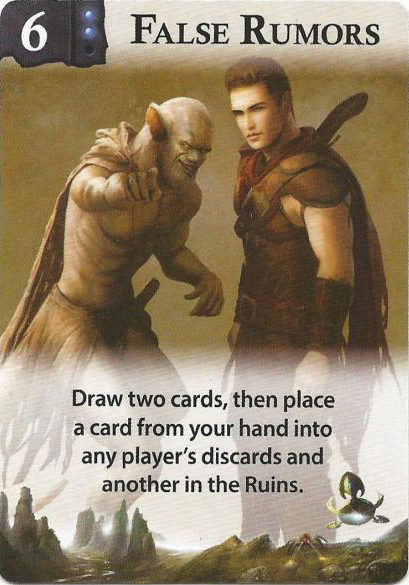 6
FALSE RUMORS
Draw two cards, then place
a card from your hand into
any player's discards and
another in the Ruins.